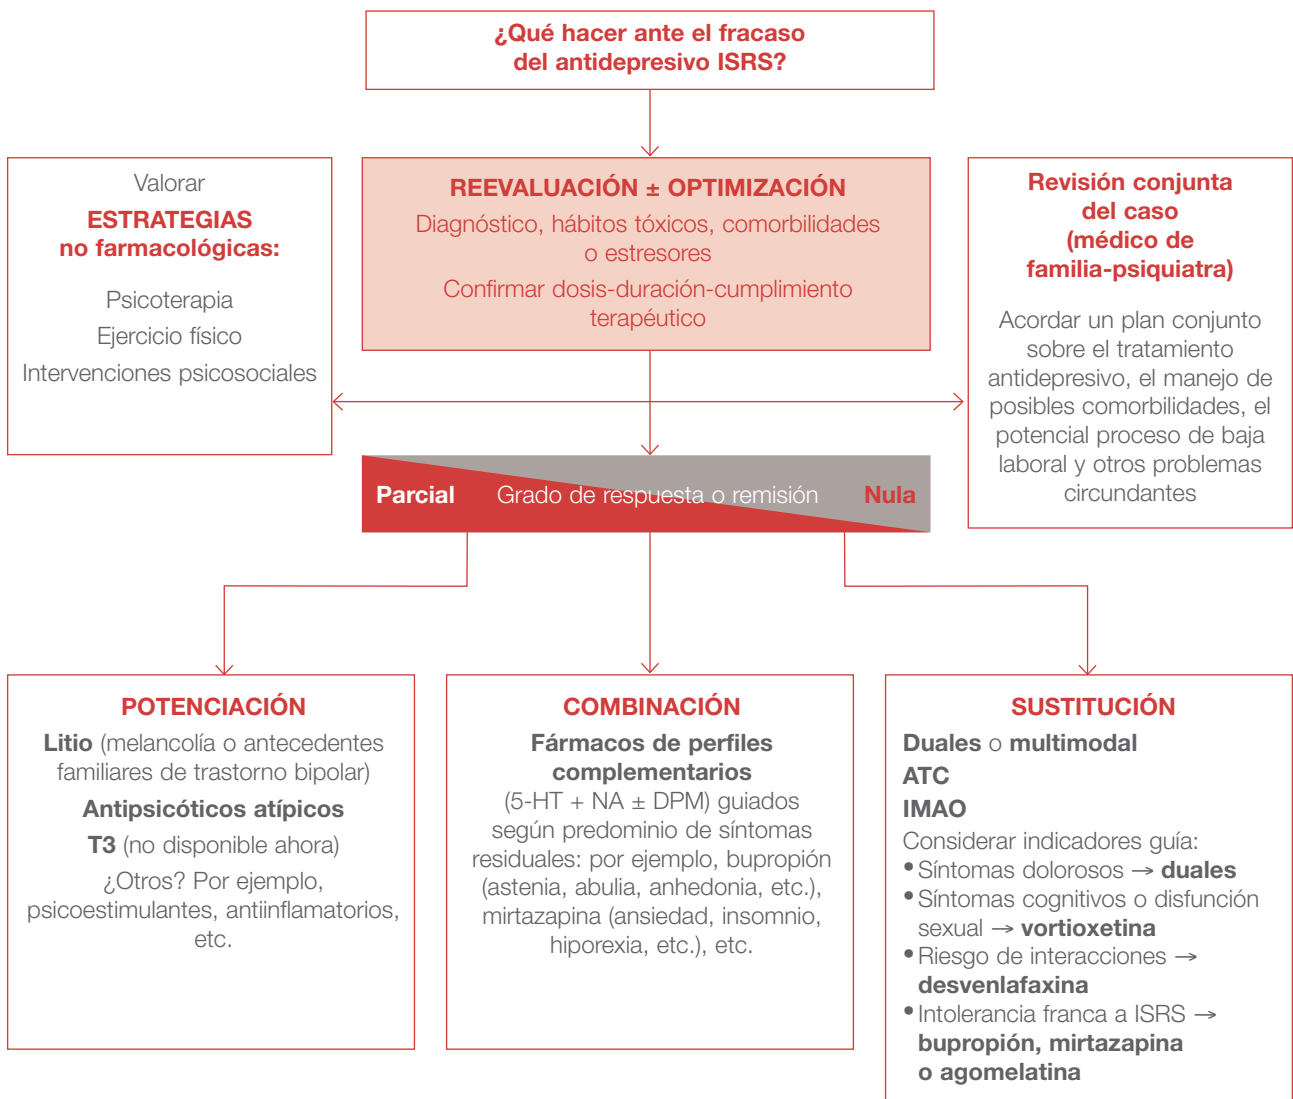 ¿Qué hacer ante el fracaso
del antidepresivo ISRS?
Valorar
ESTRATEGIAS
no farmacológicas:
Psicoterapia
Ejercicio físico
Intervenciones psicosociales
REEVALUACIÓN ± OPTIMIZACIÓN
Diagnóstico, hábitos tóxicos, comorbilidades
o estresores
Confirmar dosis-duración-cumplimiento
terapéutico
Revisión conjunta
del caso
(médico de
familia-psiquiatra)
Acordar un plan conjunto
sobre el tratamiento
antidepresivo, el manejo de
posibles comorbilidades, el
potencial proceso de baja
laboral y otros problemas
circundantes
Parcial Grado de respuesta o remisión Nula
POTENCIACIÓN
Litio (melancolía o antecedentes
familiares de trastorno bipolar)
Antipsicóticos atípicos
T3 (no disponible ahora)
¿Otros? Por ejemplo,
psicoestimulantes, antiinflamatorios,
etc.
COMBINACIÓN
Fármacos de perfiles
complementarios
(5-HT + NA ± DPM) guiados
según predominio de síntomas
residuales: por ejemplo, bupropión
(astenia, abulia, anhedonia, etc.),
mirtazapina (ansiedad, insomnio,
hiporexia, etc.), etc.
SUSTITUCIÓN
Duales o multimodal
ATC
IMAO
Considerar indicadores guía:
• Síntomas dolorosos → duales
• Síntomas cognitivos o disfunción
sexual → vortioxetina
• Riesgo de interacciones →
desvenlafaxina
• Intolerancia franca a ISRS →
bupropión, mirtazapina
o agomelatina